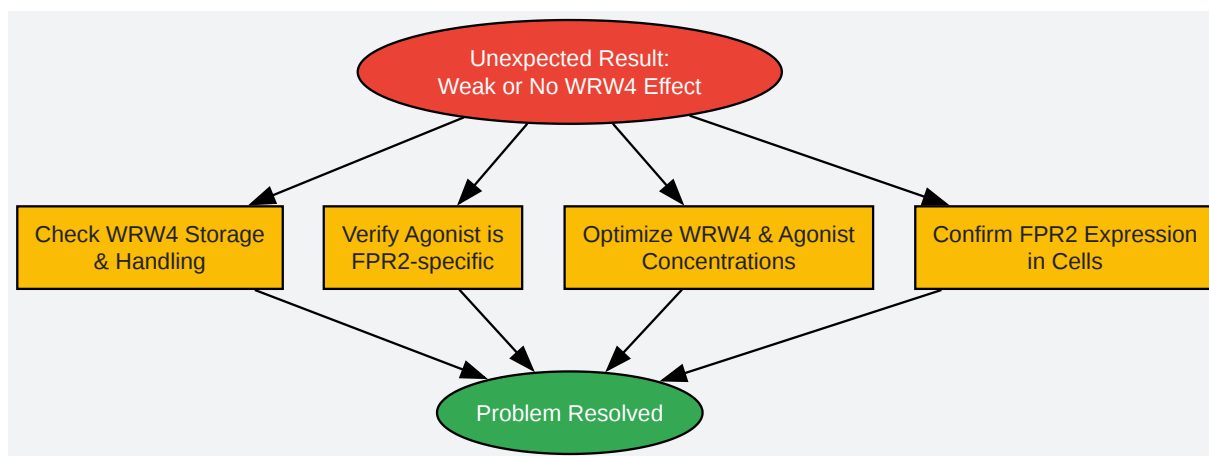 Unexpected Result:
Weak or No WRW4 Effect
Check WRW4 Storage
& Handling
Verify Agonist is
FPR2-specific
Optimize WRW4 & Agonist
Concentrations
Confirm FPR2 Expression
in Cells
Problem Resolved